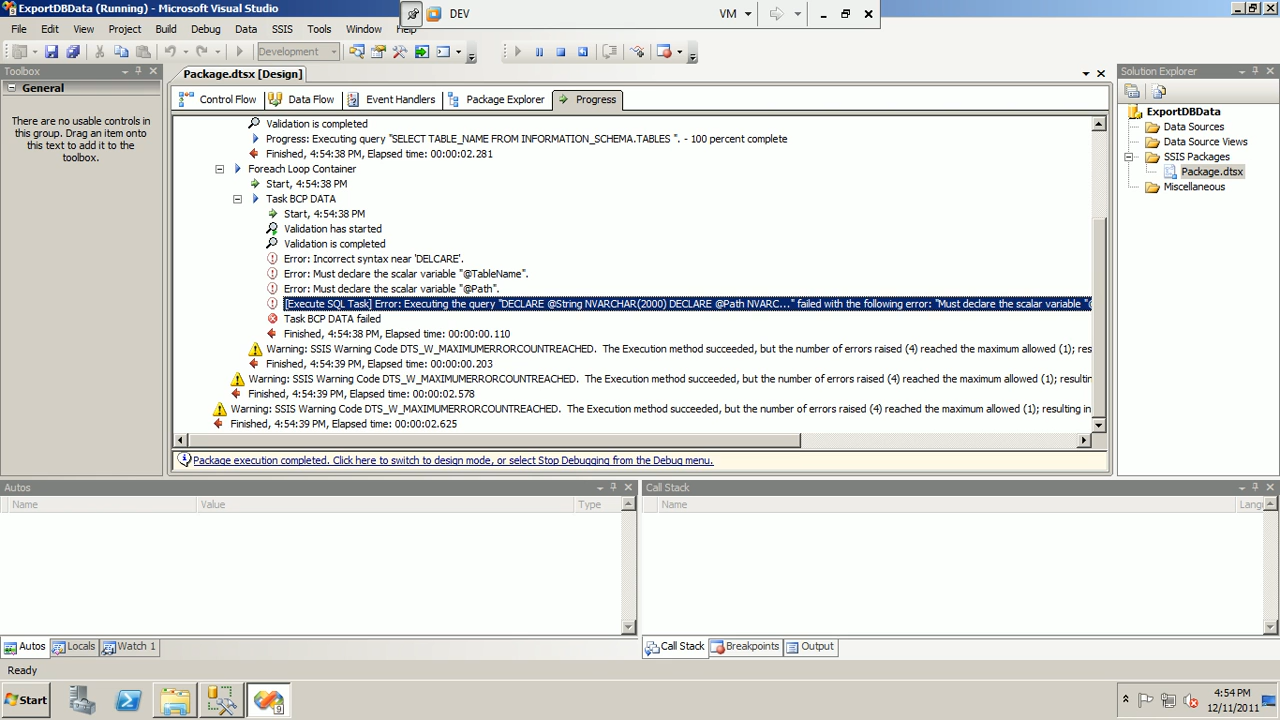 ExportDBData (Running) - Microsoft Visual Studio
DEV
VM
File Edit View Project Build Debug Data SSIS Tools Window Help
Development
Toolbox
Package.dtsx [Design]
Solution Explorer
General
There are no usable controls in
this group. Drag an item onto
this text to add it to the
toolbox.
Control Flow Data Flow Event Handlers Package Explorer Progress
Validation is completed
Progress: Executing query "SELECT TABLE_NAME FROM INFORMATION_SCHEMA.TABLES ". - 100 percent complete
Finished, 4:54:38 PM, Elapsed time: 00:00:02.281
Foreach Loop Container
Start, 4:54:38 PM
Task BCP DATA
Start, 4:54:38 PM
Validation has started
Validation is completed
Error: Incorrect syntax near 'DELCARE'.
Error: Must declare the scalar variable "@TableName".
Error: Must declare the scalar variable "@Path".
[Execute SQL Task] Error: Executing the query "DECLARE @String NVARCHAR(2000) DECLARE @Path NVARC..." failed with the following error: "Must declare the scalar variable "@
Task BCP DATA failed
Finished, 4:54:38 PM, Elapsed time: 00:00:00.110
Warning: SSIS Warning Code DTS_W_MAXIMUMERRORCOUNTREACHED. The Execution method succeeded, but the number of errors raised (4) reached the maximum allowed (1); res
Finished, 4:54:39 PM, Elapsed time: 00:00:00.203
Warning: SSIS Warning Code DTS_W_MAXIMUMERRORCOUNTREACHED. The Execution method succeeded, but the number of errors raised (4) reached the maximum allowed (1); resulting
Finished, 4:54:39 PM, Elapsed time: 00:00:02.578
Warning: SSIS Warning Code DTS_W_MAXIMUMERRORCOUNTREACHED. The Execution method succeeded, but the number of errors raised (4) reached the maximum allowed (1); resulting in
Finished, 4:54:39 PM, Elapsed time: 00:00:02.625
Package execution completed. Click here to switch to design mode, or select Stop Debugging from the Debug menu.
ExportDBData
Data Sources
Data Source Views
SSIS Packages
Package.dtsx
Miscellaneous
Autos
Name Value Type
Call Stack
Name Lang
Autos Locals Watch 1
Call Stack Breakpoints Output
Ready
Start
4:54 PM
12/11/2011